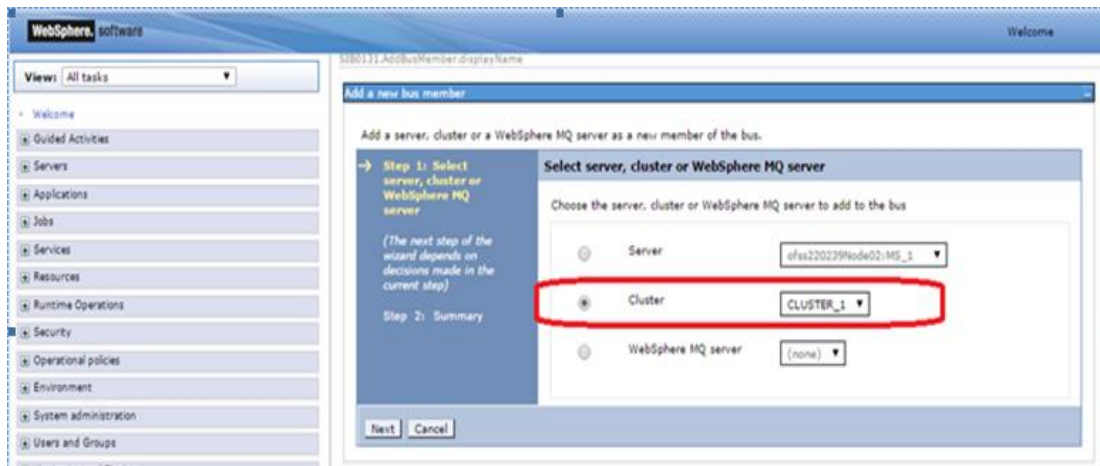 WebSphere. software
Welcome
View: All tasks
SIB0131.AddBusMember.displayName
Add a new bus member
Welcome
Guided Activities
Servers
Applications
Jobs
Services
Resources
Runtime Operations
Security
Operational policies
Environment
System administration
Users and Groups
Add a server, cluster or a WebSphere MQ server as a new member of the bus.
Step 1: Select
server, cluster or
WebSphere MQ
server
(The next step of the
wizard depends on
decisions made in the
current step)
Step 2: Summary
Select server, cluster or WebSphere MQ server
Choose the server, cluster or WebSphere MQ server to add to the bus
Server
ofss220239Node02:MS_1
Cluster
CLUSTER_1
WebSphere MQ server
(none)
Next
Cancel